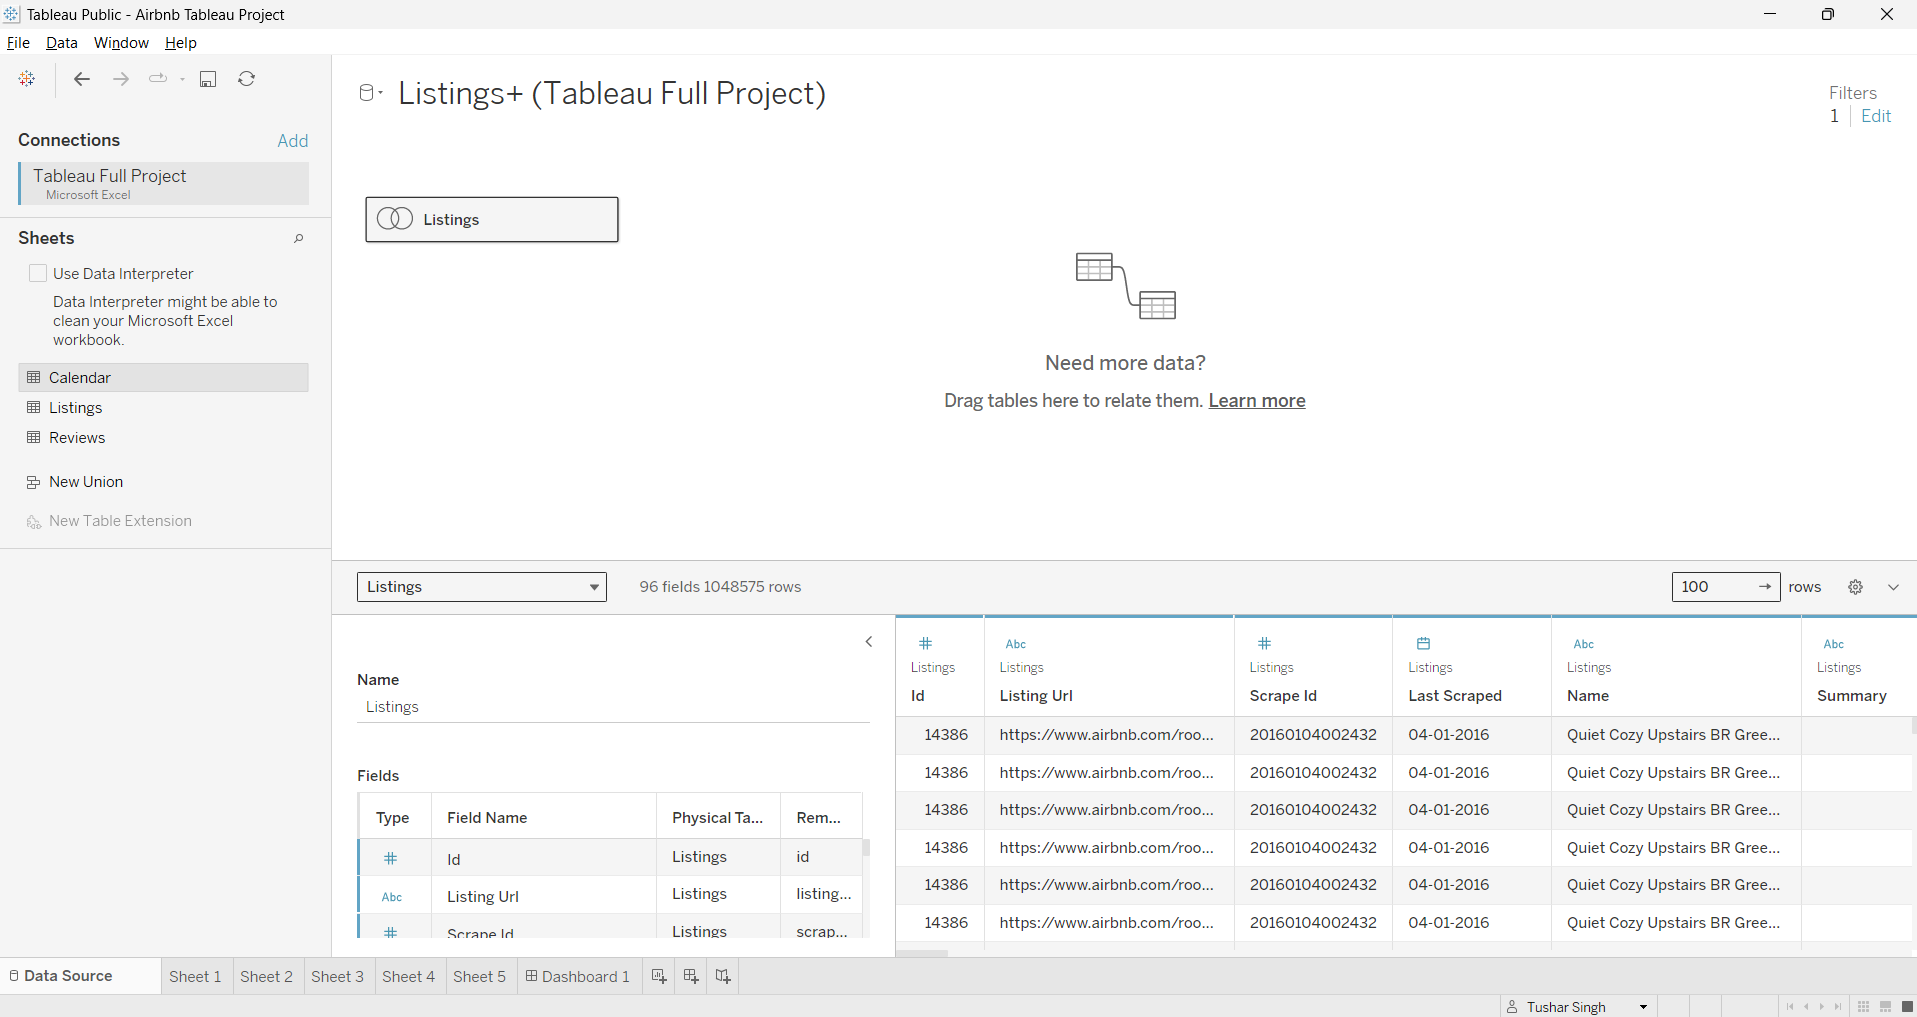 Tableau Public - Airbnb Tableau Project
File Data Window Help
Connections
Add
Tableau Full Project
Microsoft Excel
Sheets
Use Data Interpreter
Data Interpreter might be able to
clean your Microsoft Excel
workbook.
Calendar
Listings
Reviews
New Union
New Table Extension
Listings+ (Tableau Full Project)
Filters
1 Edit
Listings
Need more data?
Drag tables here to relate them. Learn more
Listings 96 fields 1048575 rows 100 → rows
Name
Listings
Fields
Type Field Name Physical Ta... Rem...
Id Listings id
Abc Listing Url Listings listing...
Scrape Id Listings scrap...
Abc Abc Abc
Listings Listings Listings Listings Listings Listings
Id Listing Url Scrape Id Last Scraped Name Summary
14386 https://www.airbnb.com/roo... 20160104002432 04-01-2016 Quiet Cozy Upstairs BR Gree...
14386 https://www.airbnb.com/roo... 20160104002432 04-01-2016 Quiet Cozy Upstairs BR Gree...
14386 https://www.airbnb.com/roo... 20160104002432 04-01-2016 Quiet Cozy Upstairs BR Gree...
14386 https://www.airbnb.com/roo... 20160104002432 04-01-2016 Quiet Cozy Upstairs BR Gree...
14386 https://www.airbnb.com/roo... 20160104002432 04-01-2016 Quiet Cozy Upstairs BR Gree...
14386 https://www.airbnb.com/roo... 20160104002432 04-01-2016 Quiet Cozy Upstairs BR Gree...
Data Source Sheet 1 Sheet 2 Sheet 3 Sheet 4 Sheet 5 Dashboard 1
Tushar Singh